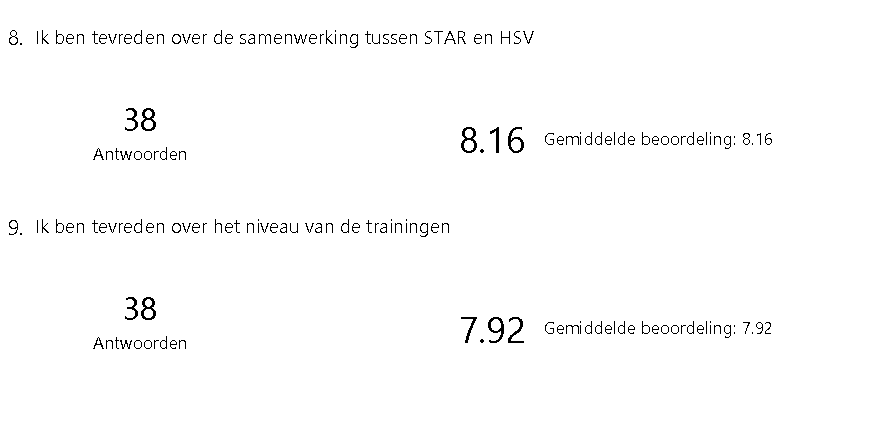 8. Ik ben tevreden over de samenwerking tussen STAR en HSV
38
Antwoorden
8.16 Gemiddelde beoordeling: 8.16
9. Ik ben tevreden over het niveau van de trainingen
38
Antwoorden
7.92 Gemiddelde beoordeling: 7.92